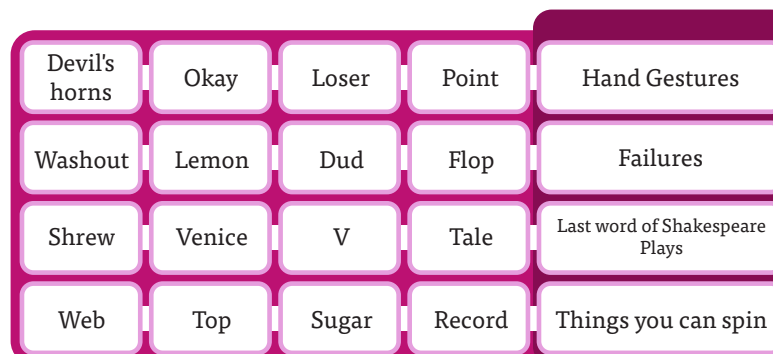 Devil's
horns
Okay
Loser
Point
Hand Gestures
Washout
Lemon
Dud
Flop
Failures
Shrew
Venice
V
Tale
Last word of Shakespeare
Plays
Web
Top
Sugar
Record
Things you can spin